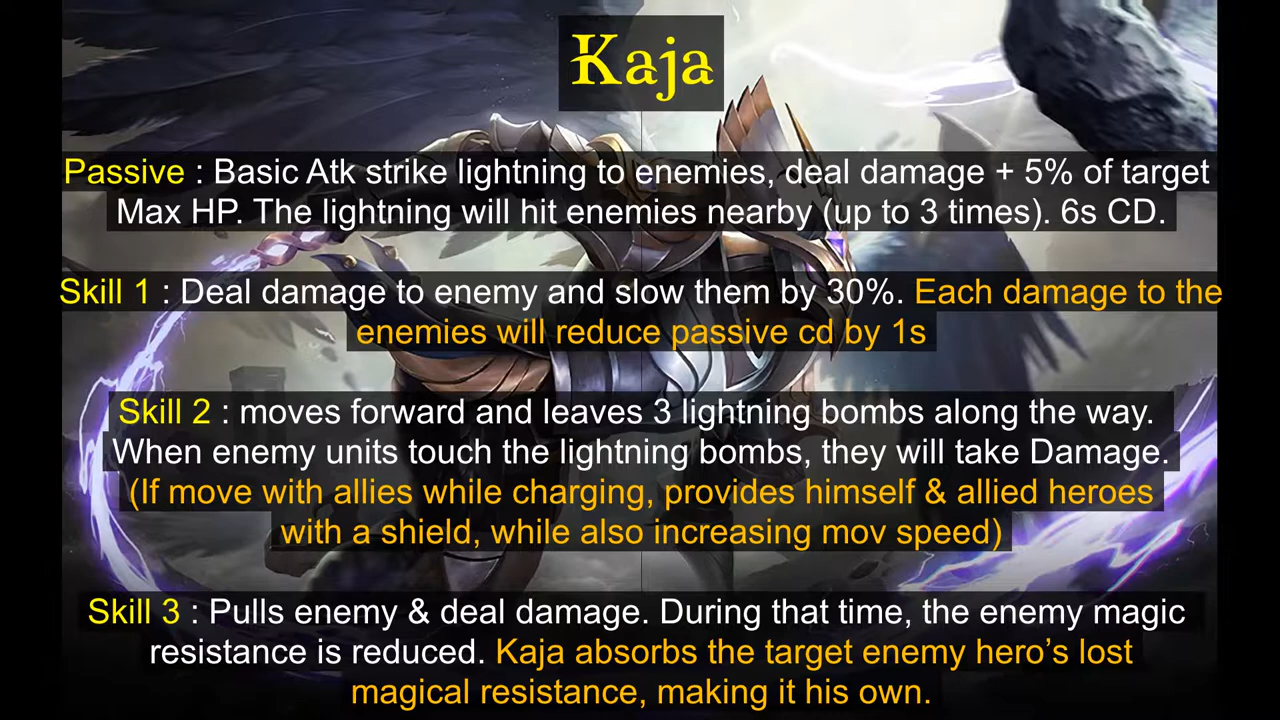 Kaja
Passive : Basic Atk strike lightning to enemies, deal damage + 5% of target
Max HP. The lightning will hit enemies nearby (up to 3 times). 6s CD.
Skill 1 : Deal damage to enemy and slow them by 30%. Each damage to the
enemies will reduce passive cd by 1s
Skill 2 : moves forward and leaves 3 lightning bombs along the way.
When enemy units touch the lightning bombs, they will take Damage.
(If move with allies while charging, provides himself & allied heroes
with a shield, while also increasing mov speed)
Skill 3 : Pulls enemy & deal damage. During that time, the enemy magic
resistance is reduced. Kaja absorbs the target enemy hero’s lost
magical resistance, making it his own.